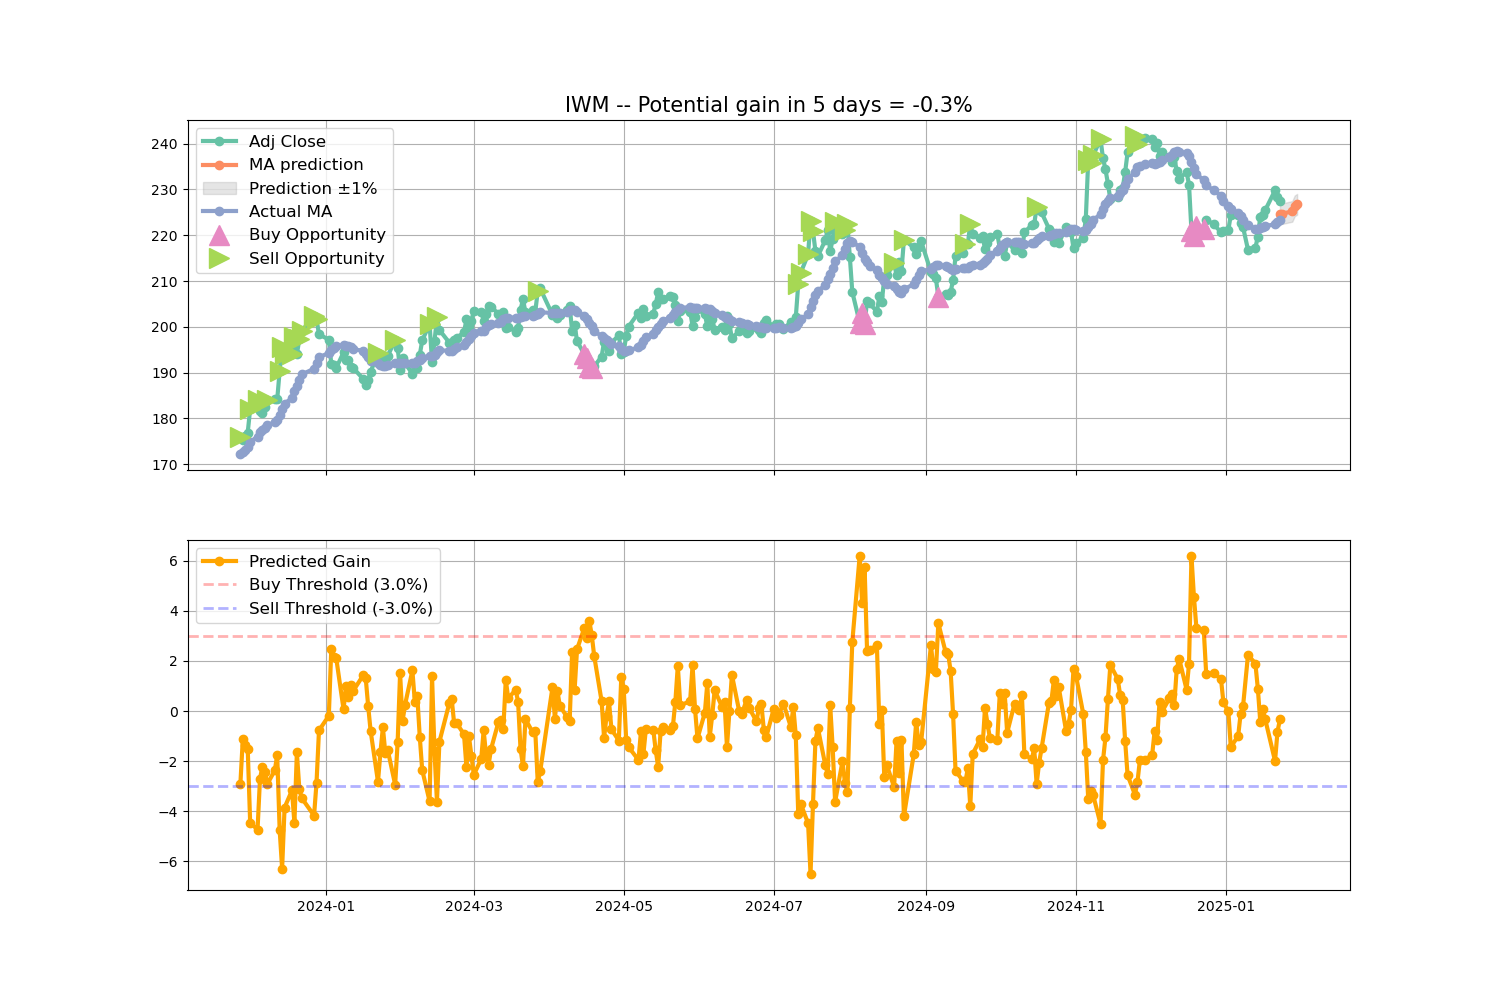 IWM -- Potential gain in 5 days = -0.3%
Adj Close
MA prediction
Prediction ±1%
Actual MA
Buy Opportunity
Sell Opportunity
240
230
220
210
200
190
180
170
Predicted Gain
Buy Threshold (3.0%)
Sell Threshold (-3.0%)
6
4
2
0
−2
−4
−6
2024-01 2024-03 2024-05 2024-07 2024-09 2024-11 2025-01